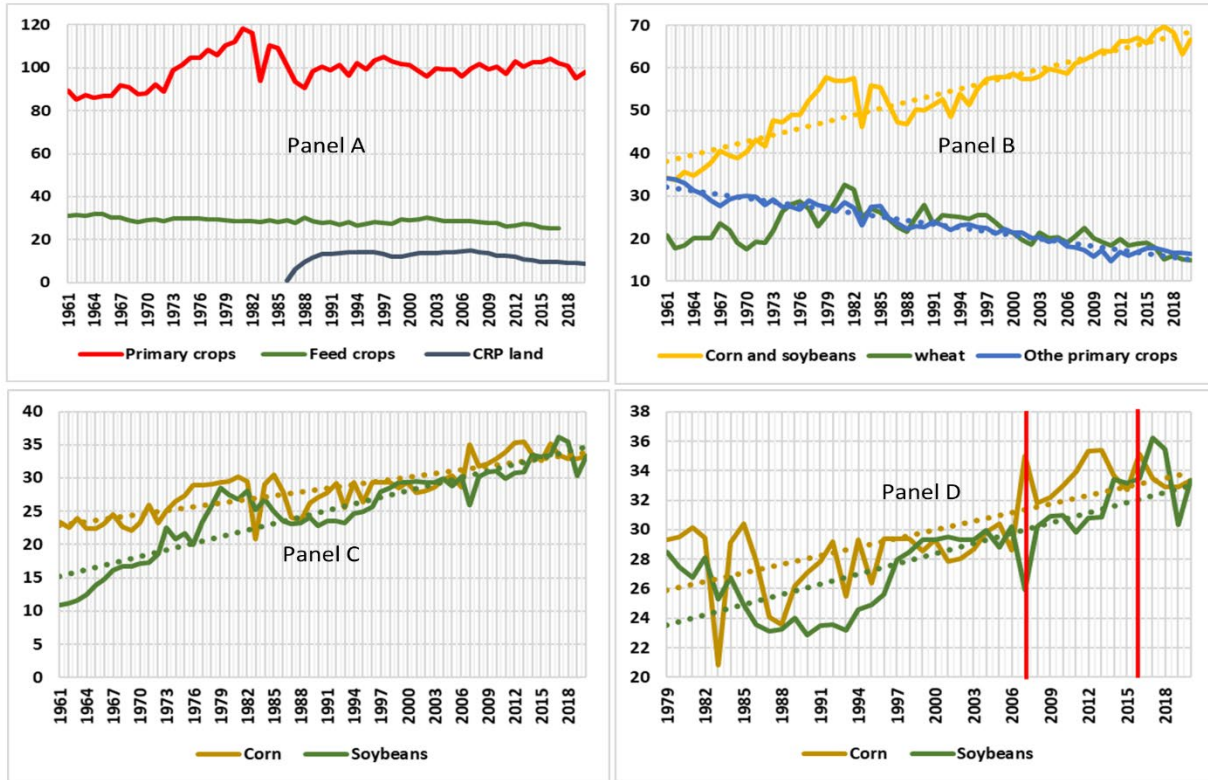 120
100
80
60
40
20
0
Panel A
1961 1964 1967 1970 1973 1976 1979 1982 1985 1988 1991 1994 1997 2000 2003 2006 2009 2012 2015 2018
Primary crops Feed crops CRP land
70
60
50
40
30
20
10
Panel B
1961 1964 1967 1970 1973 1976 1979 1982 1985 1988 1991 1994 1997 2000 2003 2006 2009 2012 2015 2018
Corn and soybeans wheat Othe primary crops
40
35
30
25
20
15
10
5
0
Panel C
1961 1964 1967 1970 1973 1976 1979 1982 1985 1988 1991 1994 1997 2000 2003 2006 2009 2012 2015 2018
Corn Soybeans
38
36
34
32
30
28
26
24
22
20
Panel D
1979 1982 1985 1988 1991 1994 1997 2000 2003 2006 2009 2012 2015 2018
Corn Soybeans